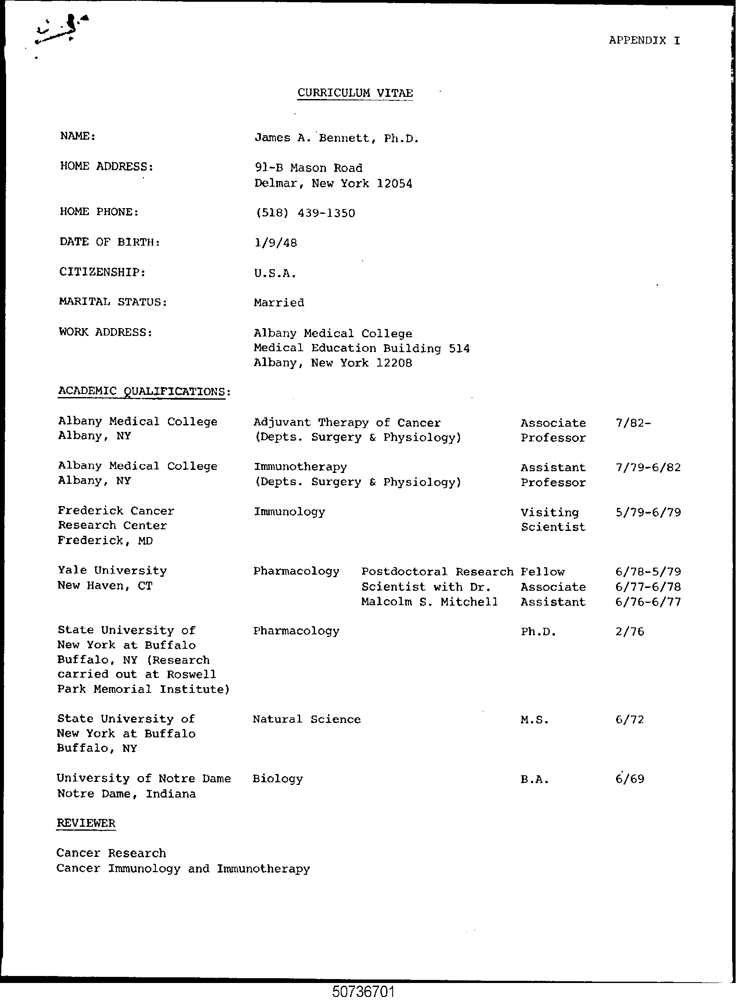 APPENDIX I
CURRICULUM VITAE
NAME: James A. Bennett, Ph.D.
HOME ADDRESS: 91-B Mason Road
Delmar, New York 12054
HOME PHONE: (518) 439-1350
DATE OF BIRTH: 1/9/48
CITIZENSHIP: U.S.A.
MARITAL STATUS: Married
WORK ADDRESS: Albany Medical College
Medical Education Building 514
Albany, New York 12208
ACADEMIC QUALIFICATIONS:
Albany Medical College Adjuvant Therapy of Cancer Associate 7/82-
Albany, NY (Depts. Surgery & Physiology) Professor
Albany Medical College Immunotherapy Assistant 7/79-6/82
Albany, NY (Depts. Surgery & Physiology) Professor
Frederick Cancer Immunology Visiting 5/79-6/79
Research Center Scientist
Frederick, MD
Yale University Pharmacology Postdoctoral Research Fellow 6/78-5/79
New Haven, CT Scientist with Dr. Associate 6/77-6/78
Malcolm S. Mitchell Assistant 6/76-6/77
State University of Pharmacology Ph.D. 2/76
New York at Buffalo
Buffalo, NY (Research
carried out at Roswell
Park Memorial Institute)
State University of Natural Science M.S. 6/72
New York at Buffalo
Buffalo, NY
University of Notre Dame Biology B.A. 6/69
Notre Dame, Indiana
REVIEWER
Cancer Research
Cancer Immunology and Immunotherapy
50736701